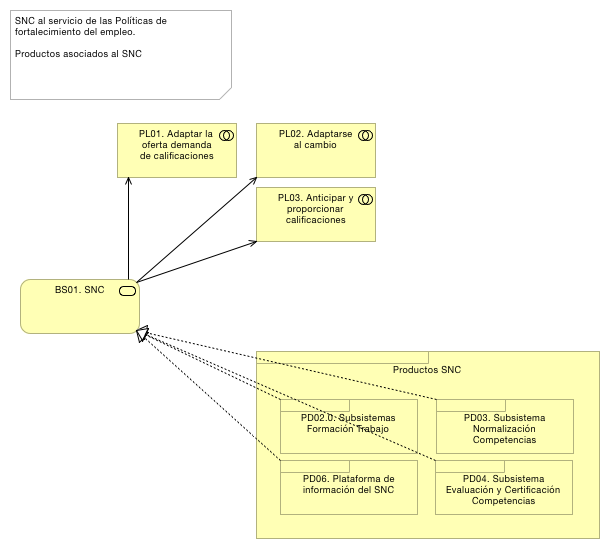 SNC al servicio de las Políticas de
fortalecimiento del empleo.
Productos asociados al SNC
PL01. Adaptar la
oferta demanda
de calificaciones
PL02. Adaptarse
al cambio
PL03. Anticipar y
proporcionar
calificaciones
BS01. SNC
Productos SNC
PD02.0. Subsistemas
Formación Trabajo
PD03. Subsistema
Normalización
Competencias
PD06. Plataforma de
información del SNC
PD04. Subsistema
Evaluación y Certificación
Competencias